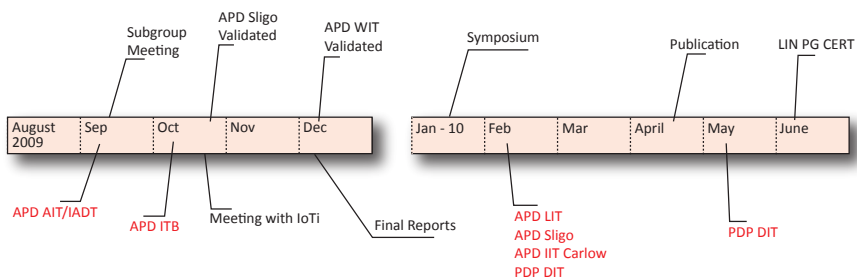 Subgroup
Meeting
APD Sligo
Validated
APD WIT
Validated
Symposium
Publication
LIN PG CERT
August
2009
Sep
Oct
Nov
Dec
Jan - 10
Feb
Mar
April
May
June
APD AIT/IADT
APD ITB
Meeting with IoTi
Final Reports
APD LIT
APD Sligo
APD IIT Carlow
PDP DIT
PDP DIT